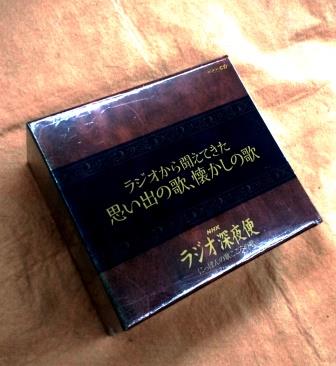 ラジオから聞えてきた
思い出の歌、懐かしの歌
NHK
ラジオ深夜便